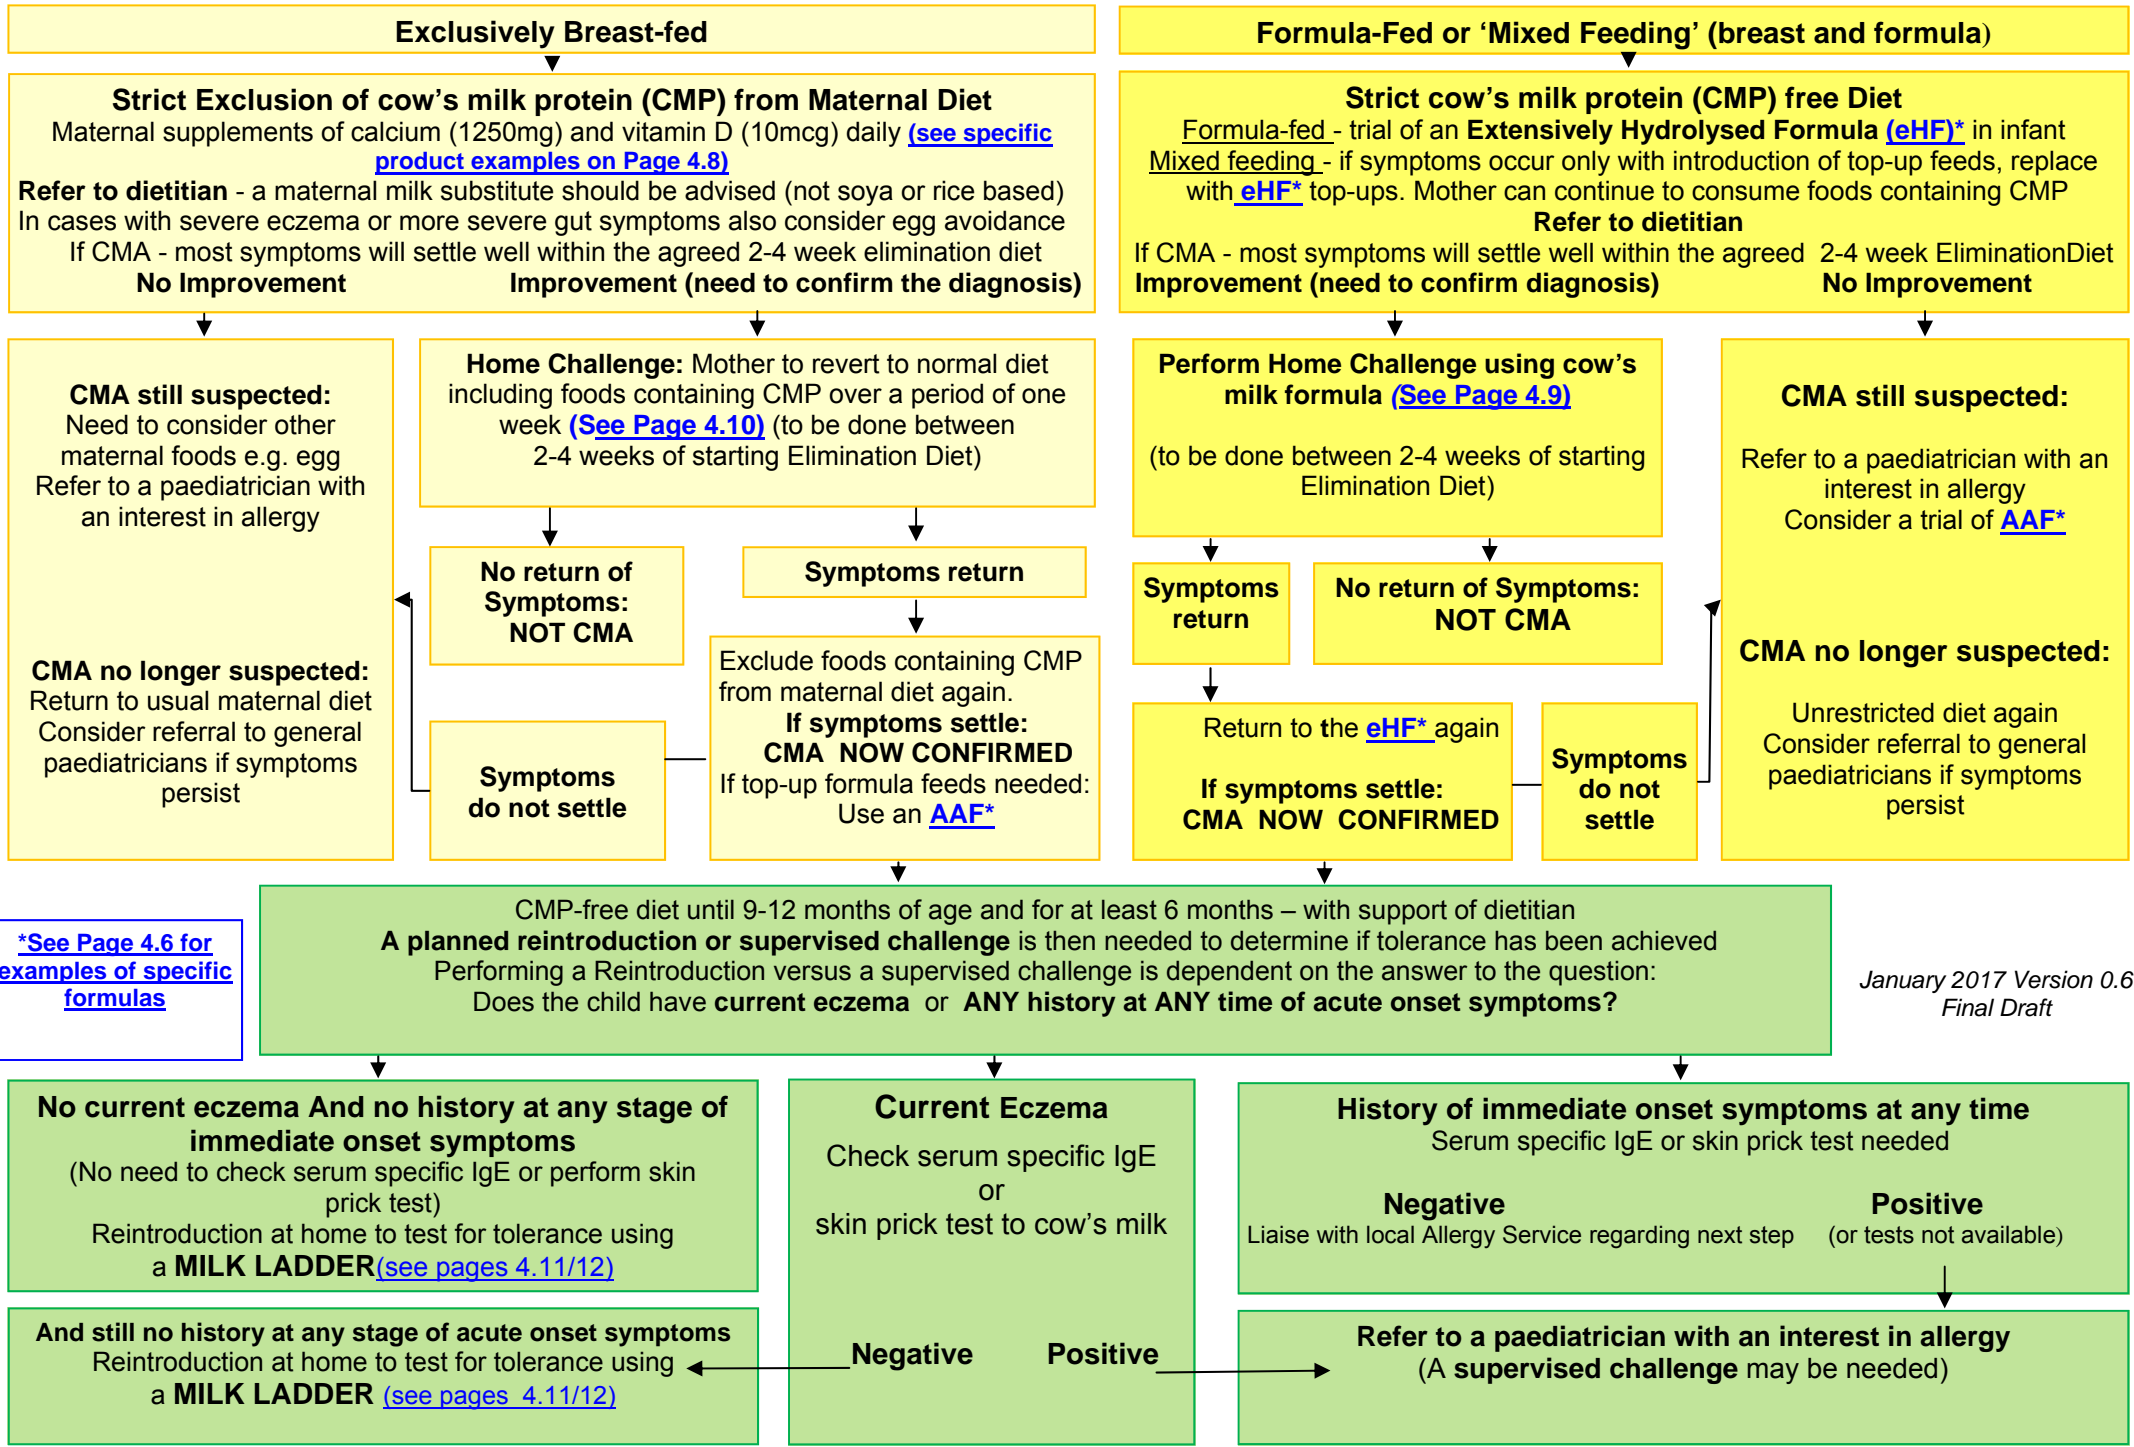 Exclusively Breast-fed
Strict Exclusion of cow's milk protein (CMP) from Maternal Diet
Maternal supplements of calcium (1250mg) and vitamin D (10mcg) daily (see specific
product examples on Page 4.8)
Refer to dietitian - a maternal milk substitute should be advised (not soya or rice based)
In cases with severe eczema or more severe gut symptoms also consider egg avoidance
If CMA - most symptoms will settle well within the agreed 2-4 week elimination diet
No Improvement Improvement (need to confirm the diagnosis)
Formula-Fed or ‘Mixed Feeding’ (breast and formula)
Strict cow's milk protein (CMP) free Diet
Formula-fed - trial of an Extensively Hydrolysed Formula (eHF)* in infant
Mixed feeding - if symptoms occur only with introduction of top-up feeds, replace
with eHF* top-ups. Mother can continue to consume foods containing CMP
Refer to dietitian
If CMA - most symptoms will settle well within the agreed 2-4 week EliminationDiet
Improvement (need to confirm diagnosis) No Improvement
CMA still suspected:
Need to consider other
maternal foods e.g. egg
Refer to a paediatrician with
an interest in allergy
CMA no longer suspected:
Return to usual maternal diet
Consider referral to general
paediatricians if symptoms
persist
Home Challenge: Mother to revert to normal diet
including foods containing CMP over a period of one
week (See Page 4.10) (to be done between
2-4 weeks of starting Elimination Diet)
No return of
Symptoms:
NOT CMA
Symptoms return
Exclude foods containing CMP
from maternal diet again.
If symptoms settle:
CMA NOW CONFIRMED
If top-up formula feeds needed:
Use an AAF*
Symptoms
do not settle
Perform Home Challenge using cow's
milk formula (See Page 4.9)
(to be done between 2-4 weeks of starting
Elimination Diet)
Symptoms
return
No return of Symptoms:
NOT CMA
Return to the eHF* again
If symptoms settle:
CMA NOW CONFIRMED
Symptoms
do not
settle
CMA still suspected:
Refer to a paediatrician with an
interest in allergy
Consider a trial of AAF*
CMA no longer suspected:
Unrestricted diet again
Consider referral to general
paediatricians if symptoms
persist
*See Page 4.6 for
examples of specific
formulas
CMP-free diet until 9-12 months of age and for at least 6 months – with support of dietitian
A planned reintroduction or supervised challenge is then needed to determine if tolerance has been achieved
Performing a Reintroduction versus a supervised challenge is dependent on the answer to the question:
Does the child have current eczema or ANY history at ANY time of acute onset symptoms?
January 2017 Version 0.6
Final Draft
No current eczema And no history at any stage of
immediate onset symptoms
(No need to check serum specific IgE or perform skin
prick test)
Reintroduction at home to test for tolerance using
a MILK LADDER(see pages 4.11/12)
And still no history at any stage of acute onset symptoms
Reintroduction at home to test for tolerance using
a MILK LADDER (see pages 4.11/12)
Current Eczema
Check serum specific IgE
or
skin prick test to cow's milk
Negative Positive
History of immediate onset symptoms at any time
Serum specific IgE or skin prick test needed
Negative Positive
Liaise with local Allergy Service regarding next step (or tests not available)
Refer to a paediatrician with an interest in allergy
(A supervised challenge may be needed)